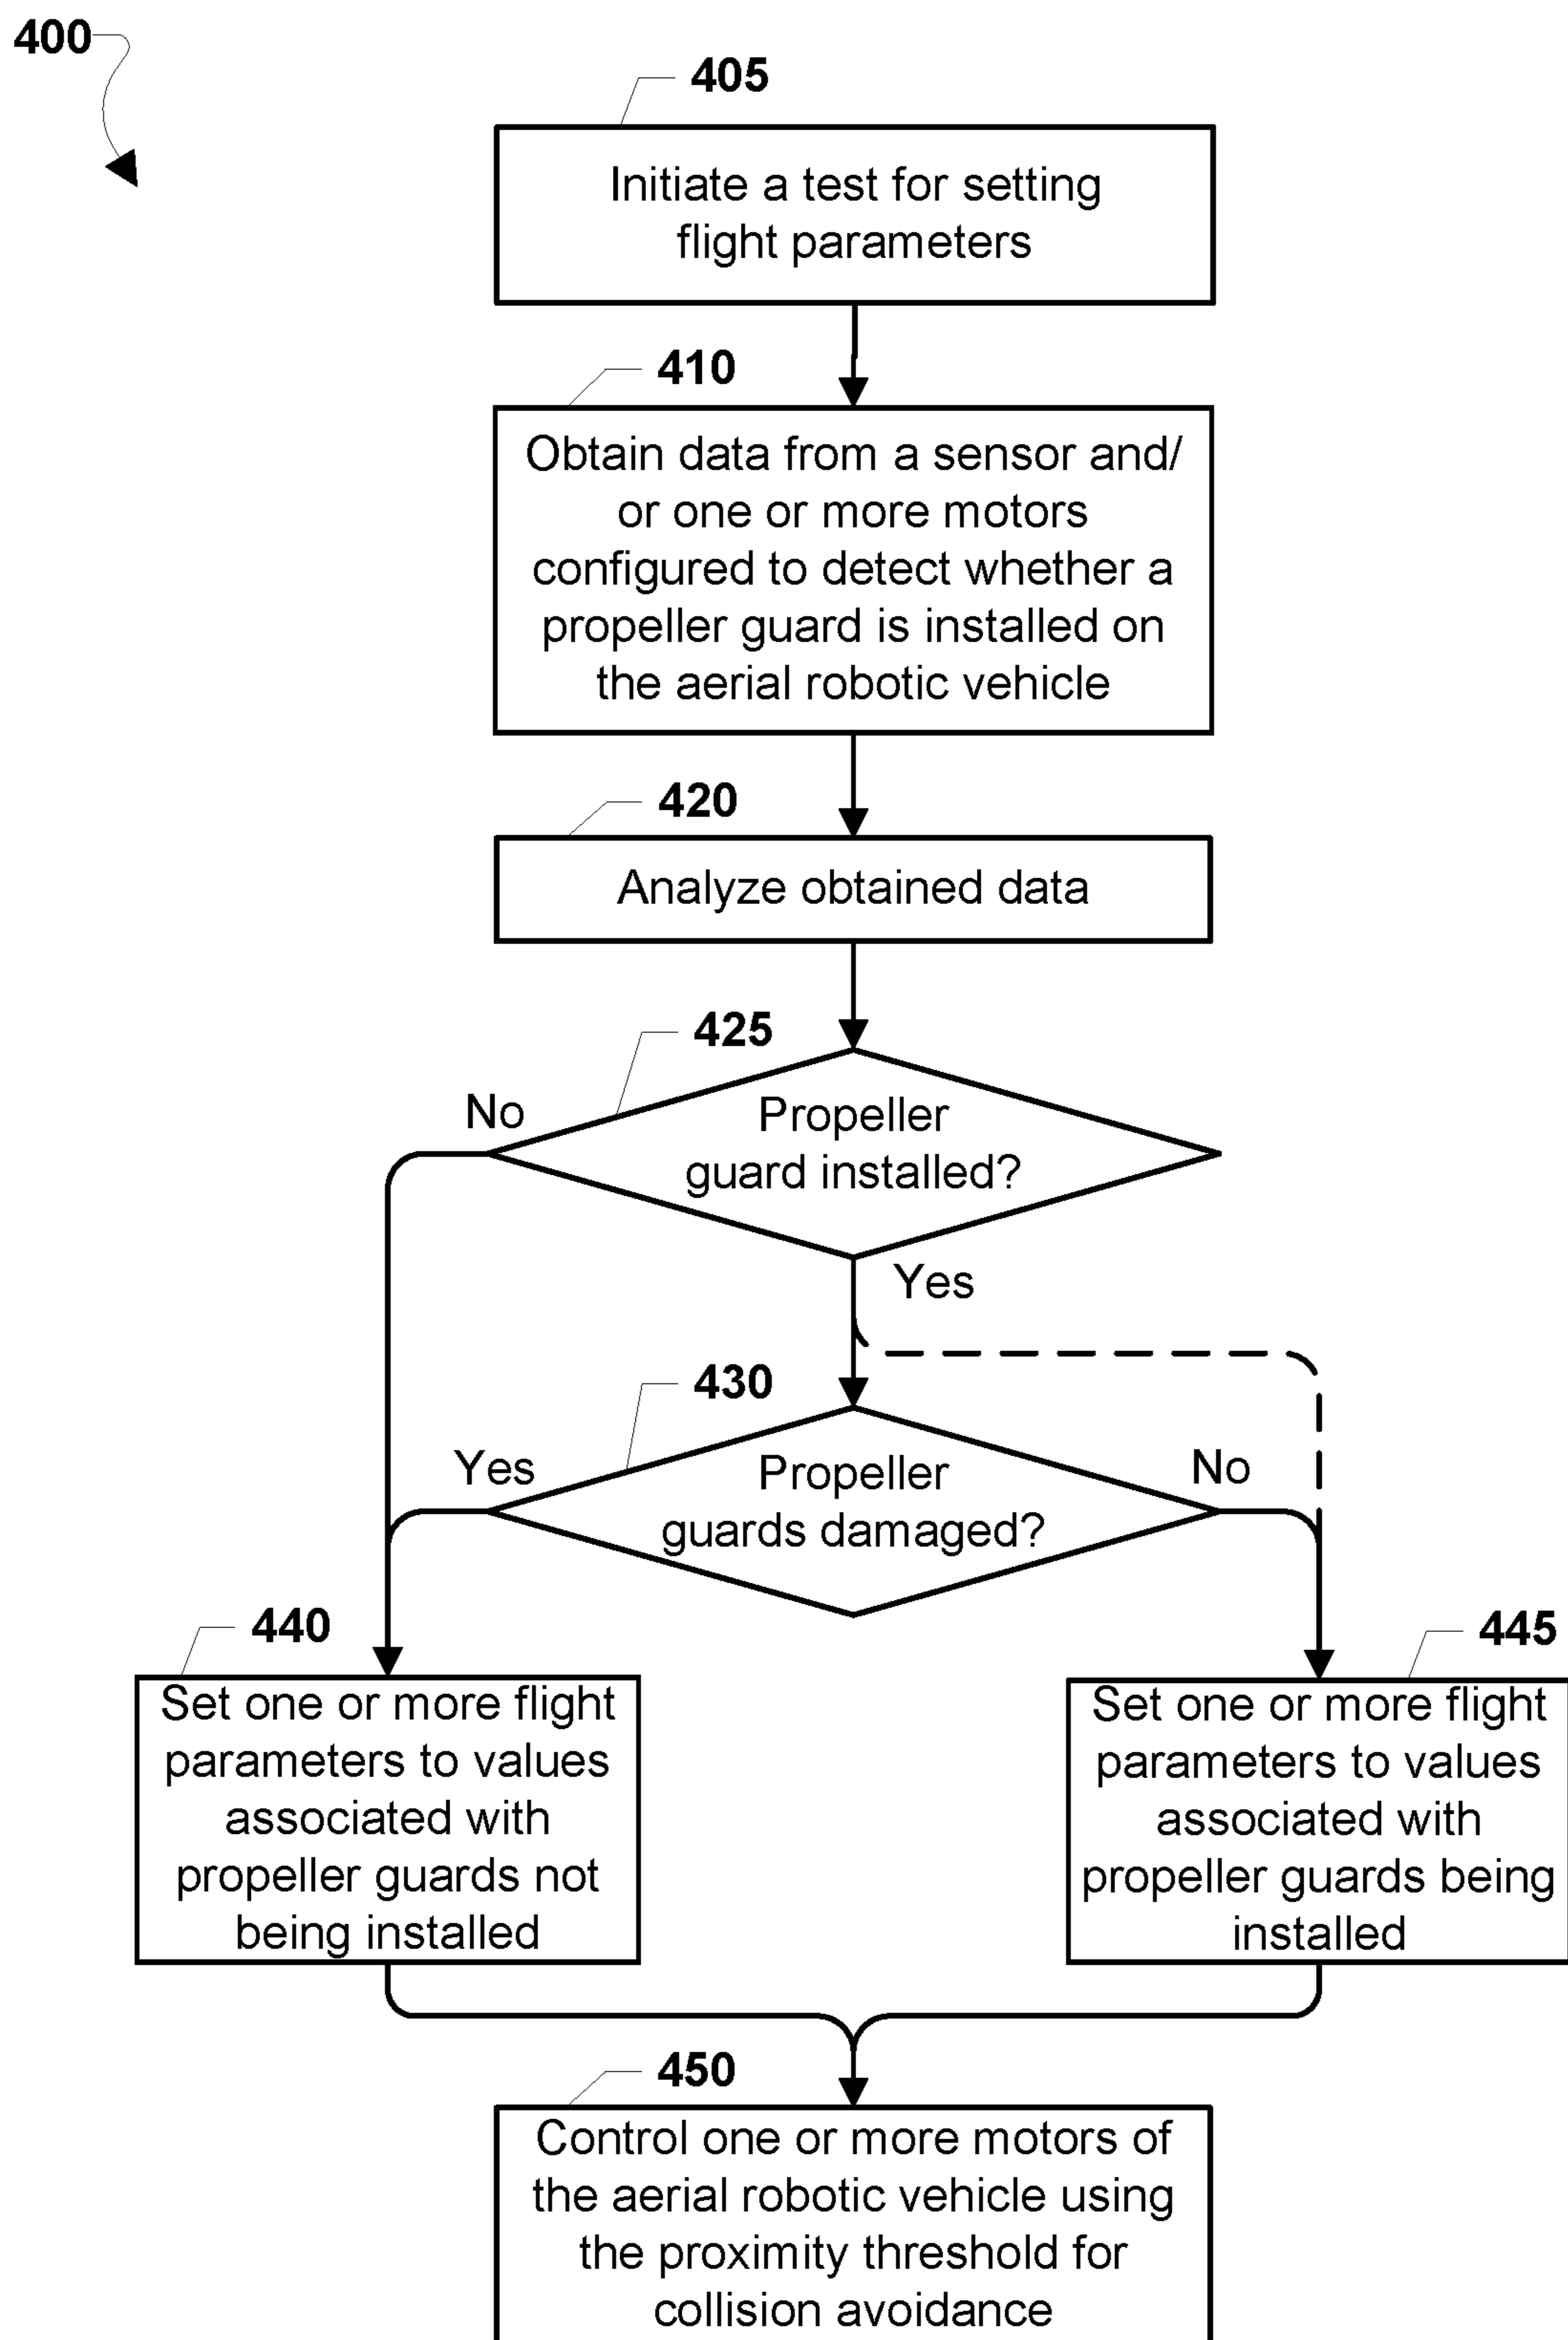 400
405
Initiate a test for setting
flight parameters
410
Obtain data from a sensor and/
or one or more motors
configured to detect whether a
propeller guard is installed on
the aerial robotic vehicle
420
Analyze obtained data
425
No
Propeller
guard installed?
Yes
430
Yes
Propeller
guards damaged?
No
440
Set one or more flight
parameters to values
associated with
propeller guards not
being installed
445
Set one or more flight
parameters to values
associated with
propeller guards being
installed
450
Control one or more motors of
the aerial robotic vehicle using
the proximity threshold for
collision avoidance